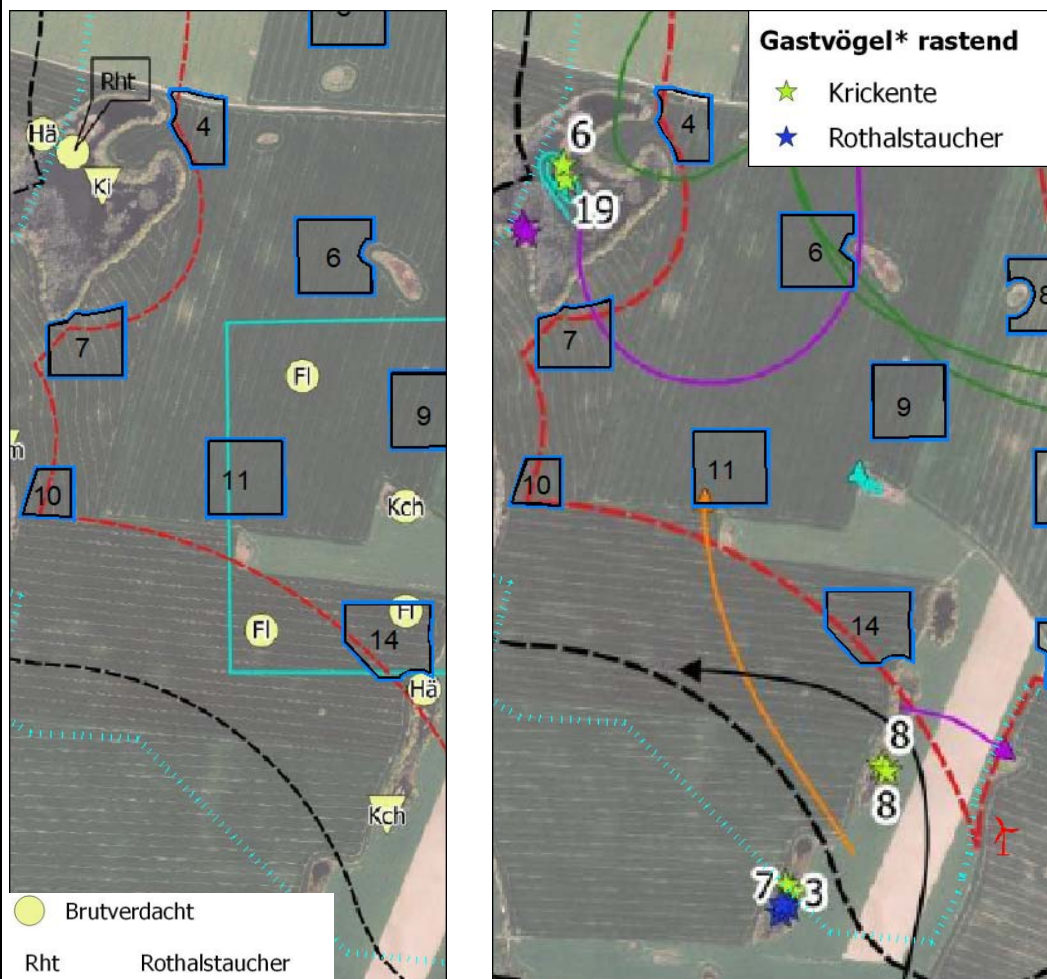 Rht
4
Hä
Ki
6
7
Fl
9
11
Kch
10
Fl
Fl
14
Hä
Kch
Brutverdacht
Rht Rothalstaucher
Gastvögel* rastend
Krickente
Rothalstaucher
4
6
19
6
8
7
9
11
10
14
8
8
7
3